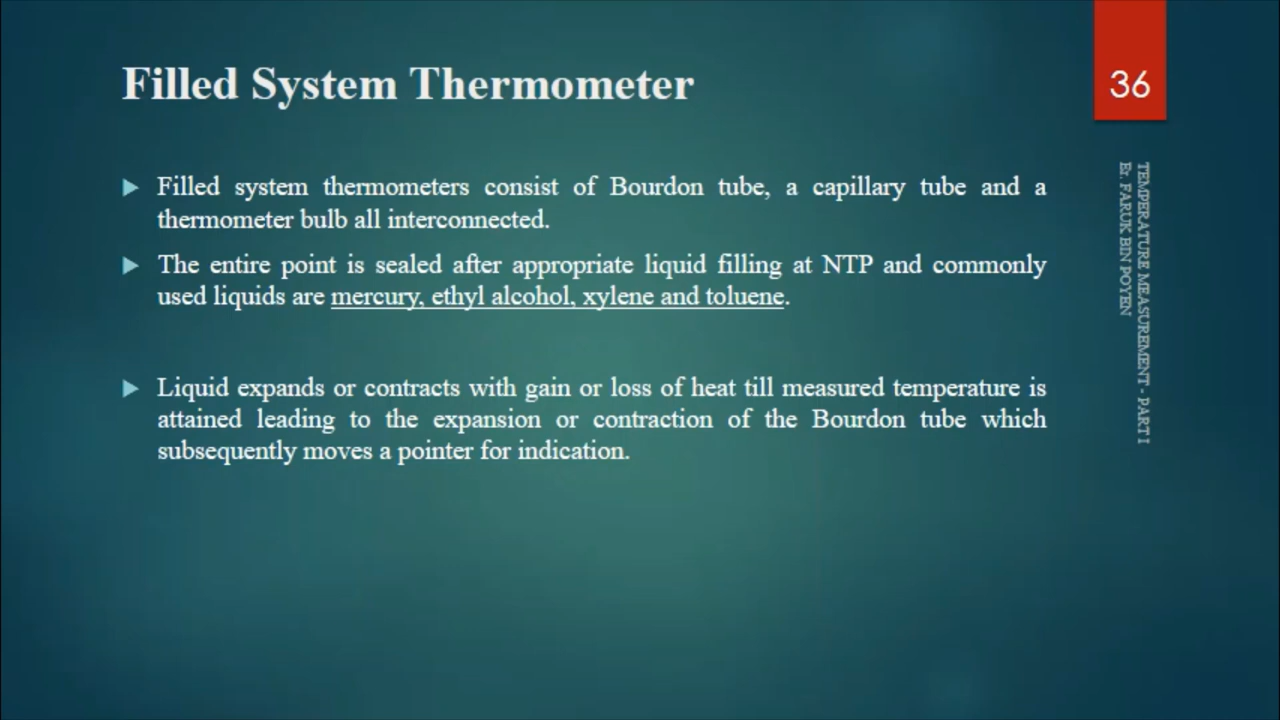 Filled System Thermometer
36
Filled system thermometers consist of Bourdon tube, a capillary tube and a
thermometer bulb all interconnected.
The entire point is sealed after appropriate liquid filling at NTP and commonly
used liquids are mercury, ethyl alcohol, xylene and toluene.
Liquid expands or contracts with gain or loss of heat till measured temperature is
attained leading to the expansion or contraction of the Bourdon tube which
subsequently moves a pointer for indication.
TEMPERATURE MEASUREMENT - PART I
Er. FARUK BIN POYEN